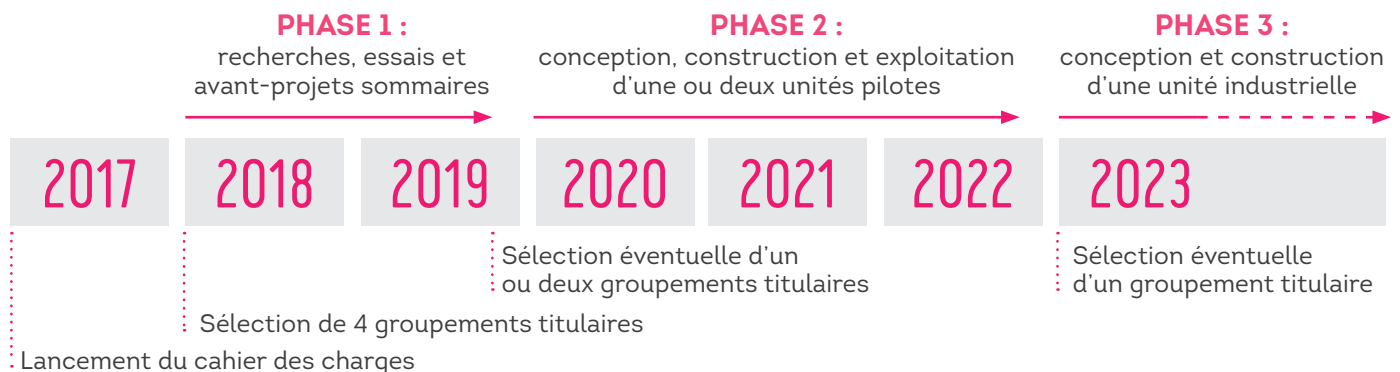 PHASE 1 :
recherches, essais et
avant-projets sommaires
PHASE 2 :
conception, construction et exploitation
d’une ou deux unités pilotes
PHASE 3 :
conception et construction
d’une unité industrielle
2017
2018
2019
2020
2021
2022
2023
Sélection éventuelle d’un
ou deux groupements titulaires
Sélection éventuelle
d’un groupement titulaire
Sélection de 4 groupements titulaires
Lancement du cahier des charges